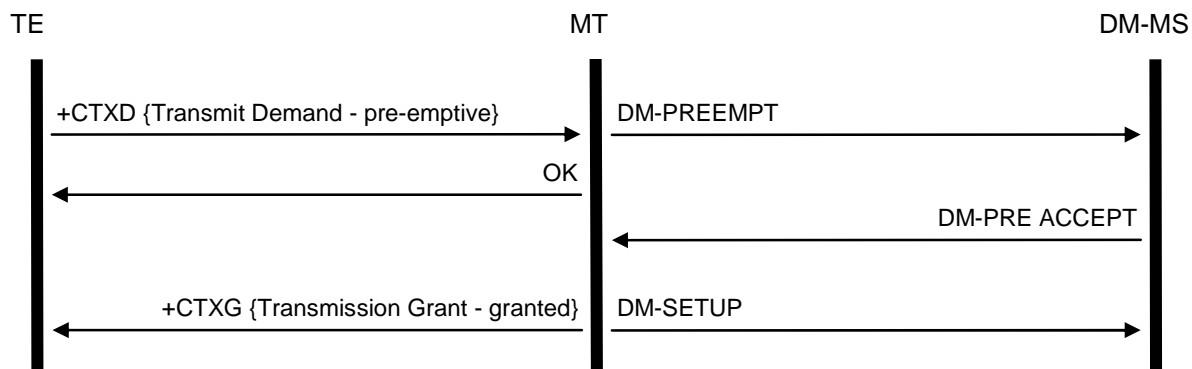 TE MT DM-MS
+CTXD {Transmit Demand - pre-emptive} DM-PREEMPT
OK
DM-PRE ACCEPT
+CTXG {Transmission Grant - granted} DM-SETUP